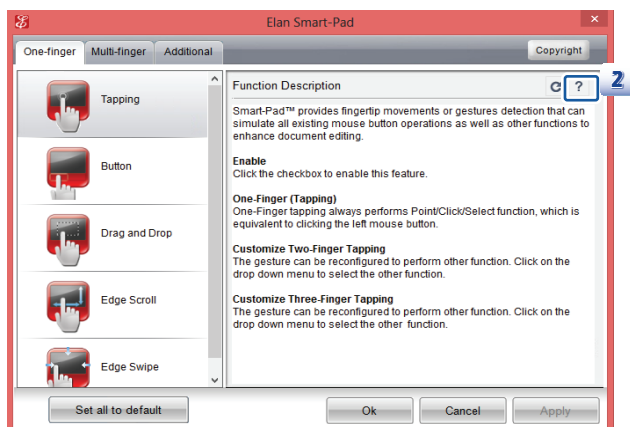 Elan Smart-Pad
One-finger Multi-finger Additional Copyright
Tapping
Button
Drag and Drop
Edge Scroll
Edge Swipe
Function Description ?
2
Smart-Pad™ provides fingertip movements or gestures detection that can
simulate all existing mouse button operations as well as other functions to
enhance document editing.
Enable
Click the checkbox to enable this feature.
One-Finger (Tapping)
One-Finger tapping always performs Point/Click/Select function, which is
equivalent to clicking the left mouse button.
Customize Two-Finger Tapping
The gesture can be reconfigured to perform other function. Click on the
drop down menu to select the other function.
Customize Three-Finger Tapping
The gesture can be reconfigured to perform other function. Click on the
drop down menu to select the other function.
Set all to default Ok Cancel Apply